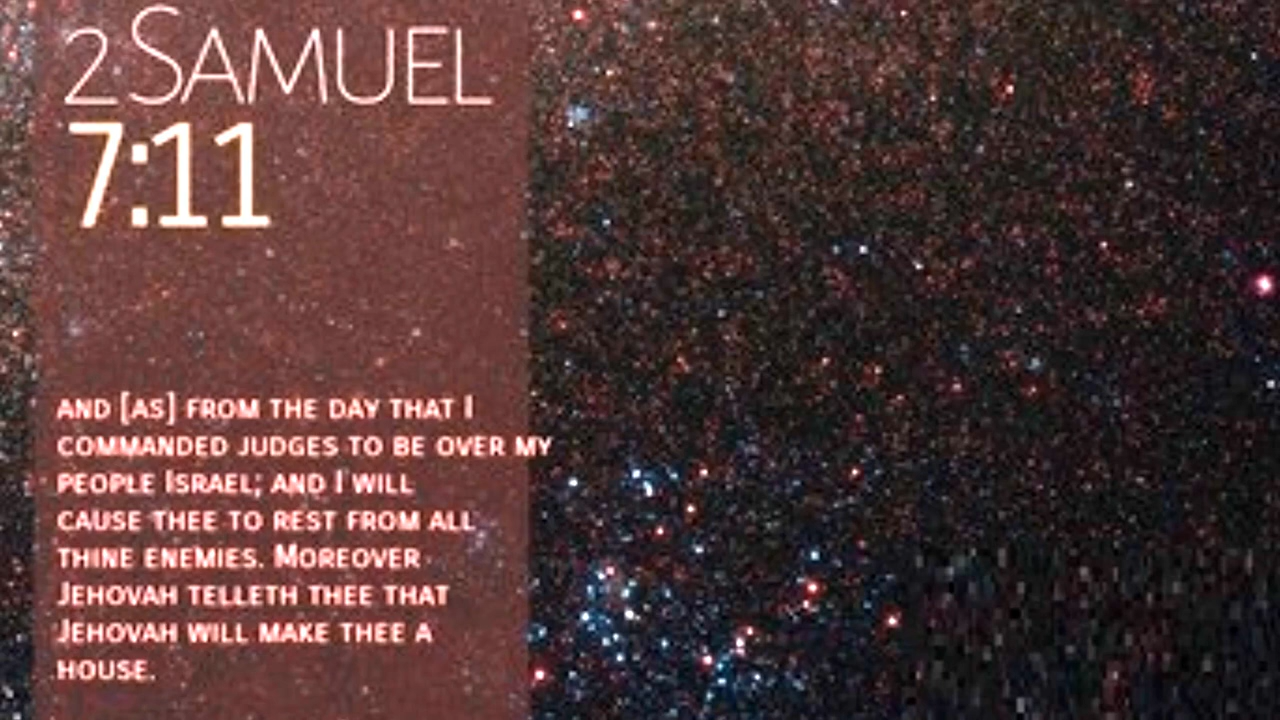 2 Samuel
7:11
and [as] from the day that I
commanded judges to be over my
people Israel; and I will
cause thee to rest from all
thine enemies. Moreover
Jehovah telleth thee that
Jehovah will make thee a
house.